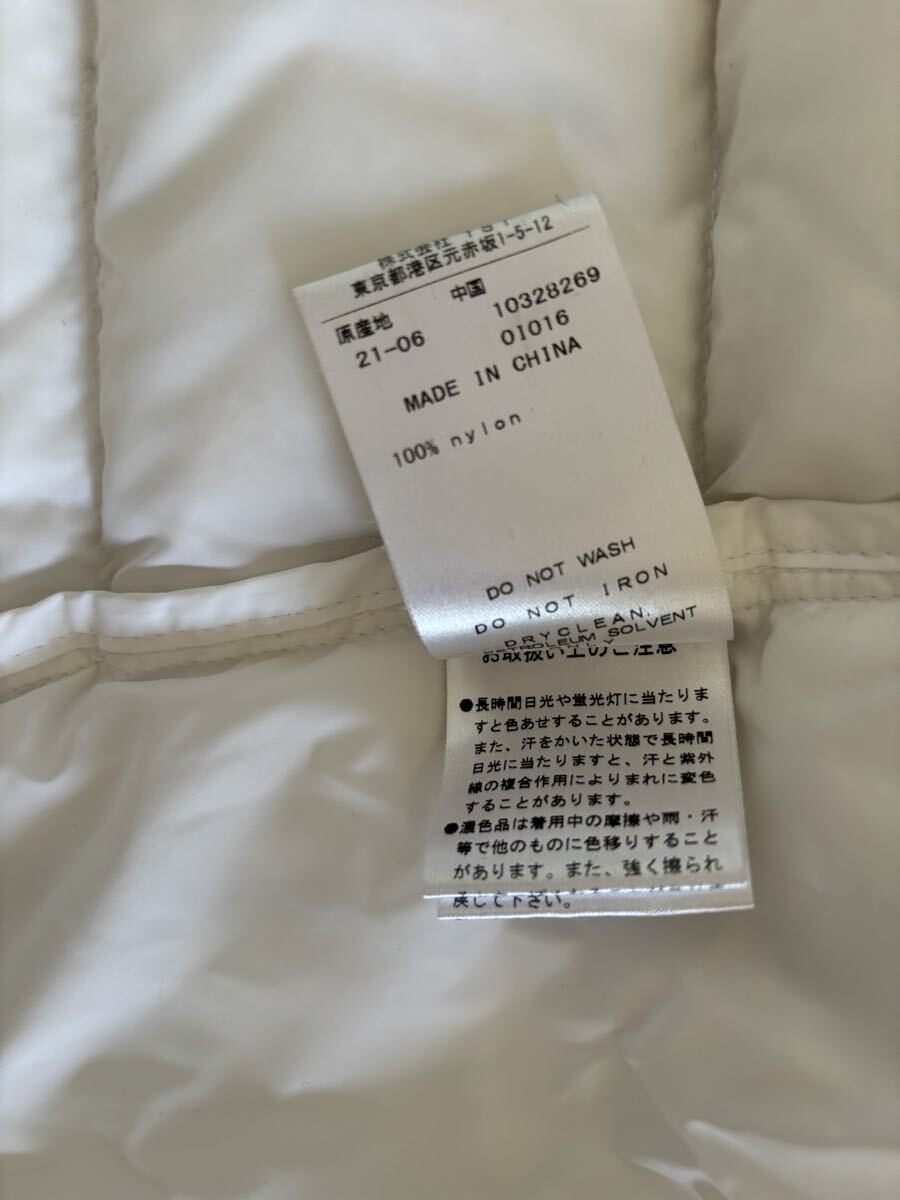 株式会社
東京都港区元赤坂1-5-12
原産地 中国 10328269
21-06 01016
MADE IN CHINA
100% nylon
DO NOT WASH
DO NOT IRON
DRYCLEAN.
PETROLEUM SOLVENT
お取扱い上のご注意
●長時間日光や蛍光灯に当たりま
すと色あせすることがあります。
また、汗をかいた状態で長時間
日光に当たりますと、汗と紫外
線の複合作用によりまれに変色
することがあります。
●濃色品は着用中の摩擦や雨・汗
等で他のものに色移りすること
があります。また、強く擦られ
戻して下さい。